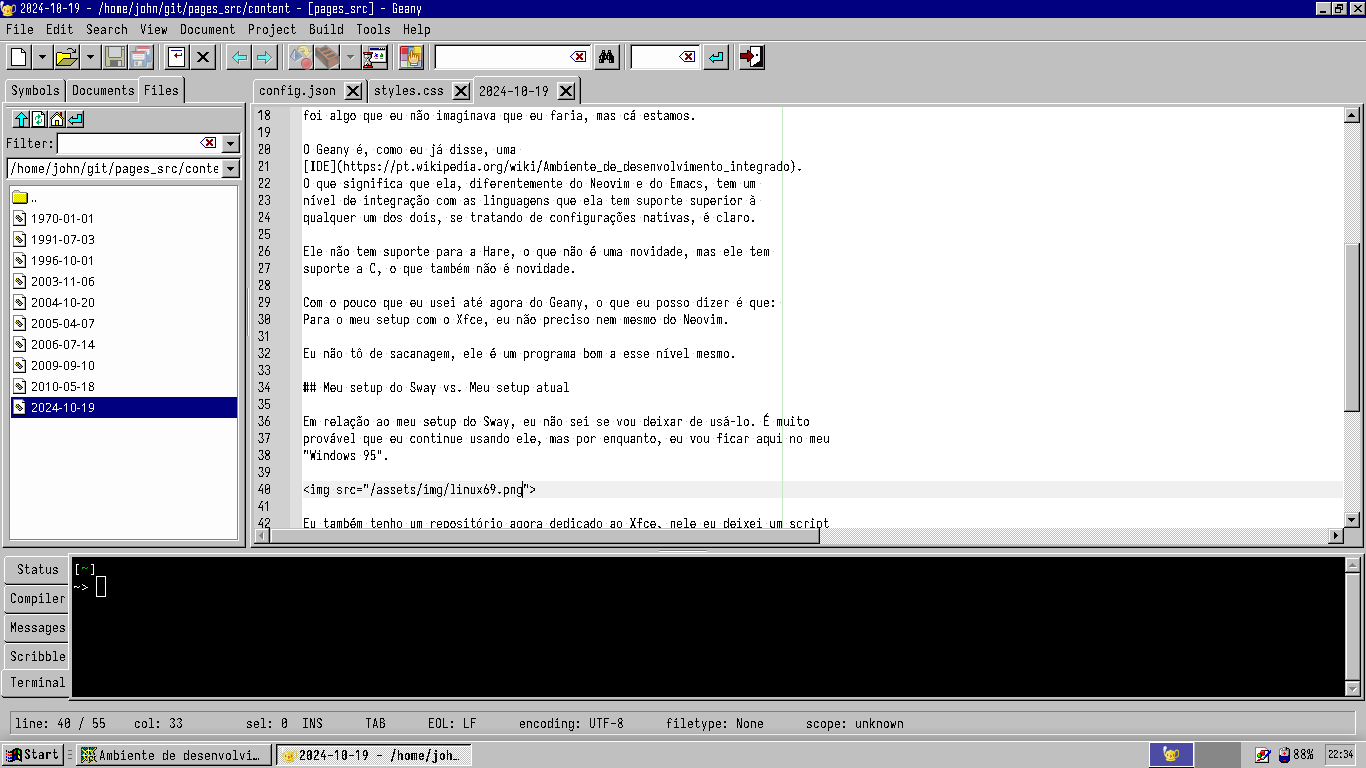 2024-10-19 - /home/john/git/pages_src/content - [pages_src] - Geany
File Edit Search View Document Project Build Tools Help
Symbols Documents Files
config.json styles.css 2024-10-19
Filter:
/home/john/git/pages_src/conte
..
1970-01-01
1991-07-03
1996-10-01
2003-11-06
2004-10-20
2005-04-07
2006-07-14
2009-09-10
2010-05-18
2024-10-19
18 foi algo que eu não imaginava que eu faria, mas cá estamos.
19
20 O Geany é, como eu já disse, uma
21 [IDE](https://pt.wikipedia.org/wiki/Ambiente_de_desenvolvimento_integrado).
22 O que significa que ela, diferentemente do Neovim e do Emacs, tem um
23 nível de integração com as linguagens que ela tem suporte superior à
24 qualquer um dos dois, se tratando de configurações nativas, é claro.
25
26 Ele não tem suporte para a Hare, o que não é uma novidade, mas ele tem
27 suporte a C, o que também não é novidade.
28
29 Com o pouco que eu usei até agora do Geany, o que eu posso dizer é que:
30 Para o meu setup com o Xfce, eu não preciso nem mesmo do Neovim.
31
32 Eu não tô de sacanagem, ele é um programa bom a esse nível mesmo.
33
34 ## Meu setup do Sway vs. Meu setup atual
35
36 Em relação ao meu setup do Sway, eu não sei se vou deixar de usá-lo. É muito
37 provável que eu continue usando ele, mas por enquanto, eu vou ficar aqui no meu
38 "Windows 95".
39
40 <img src="/assets/img/linux69.png">
41
42 Eu também tenho um repositório agora dedicado ao Xfce, nele eu deixei um script
Status
Compiler
Messages
Scribble
Terminal
[~]
~>
line: 40 / 55 col: 33 sel: 0 INS TAB EOL: LF encoding: UTF-8 filetype: None scope: unknown
Start Ambiente de desenvolvi… 2024-10-19 - /home/joh… 88% 22:34